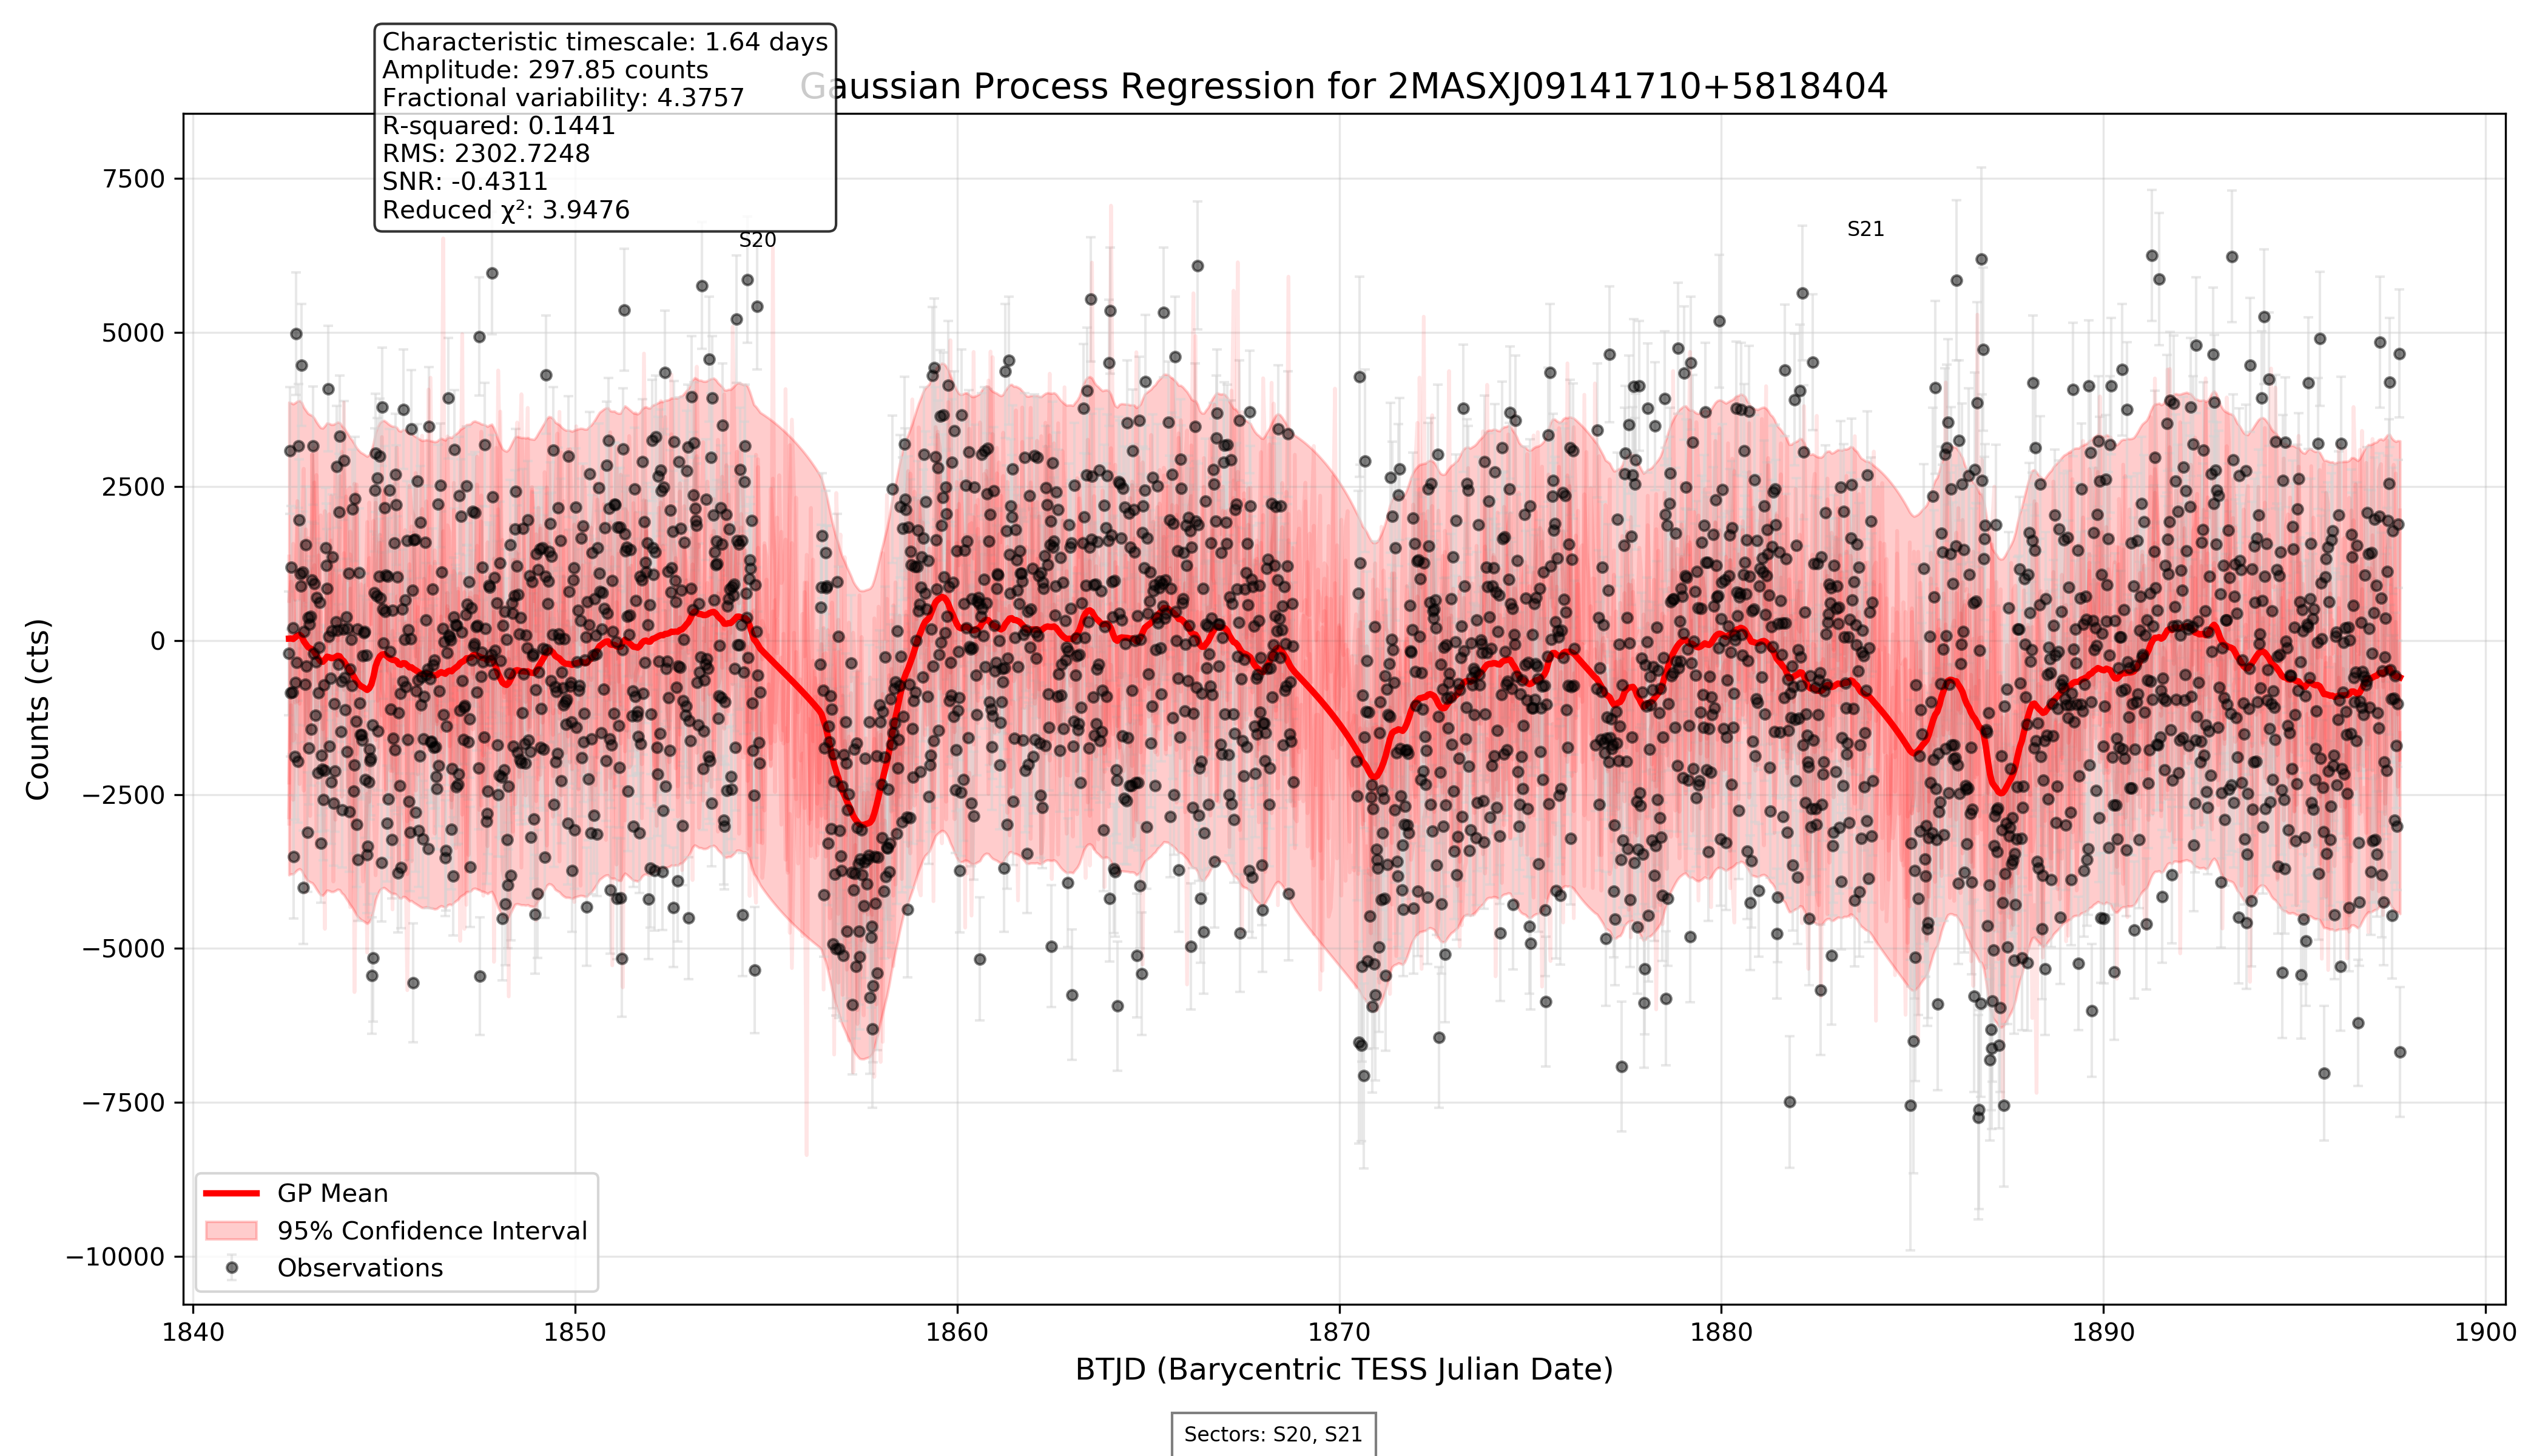 Characteristic timescale: 1.64 days
Amplitude: 297.85 counts
Fractional variability: 4.3757
R-squared: 0.1441
RMS: 2302.7248
SNR: -0.4311
Reduced χ²: 3.9476
Gaussian Process Regression for 2MASXJ09141710+5818404
S20
S21
7500
5000
2500
0
−2500
−5000
−7500
−10000
Counts (cts)
GP Mean
95% Confidence Interval
Observations
1840
1850
1860
1870
1880
1890
1900
BTJD (Barycentric TESS Julian Date)
Sectors: S20, S21